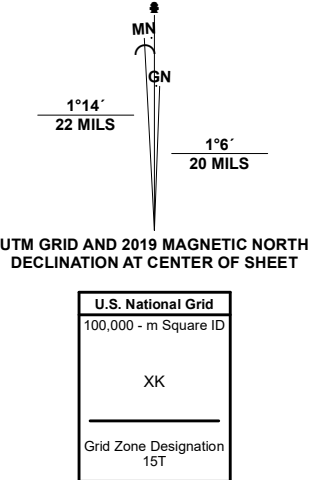 MN
GN
1°14´
22 MILS
1°6´
20 MILS
UTM GRID AND 2019 MAGNETIC NORTH
DECLINATION AT CENTER OF SHEET
U.S. National Grid
100,000 - m Square ID
XK
Grid Zone Designation
15T